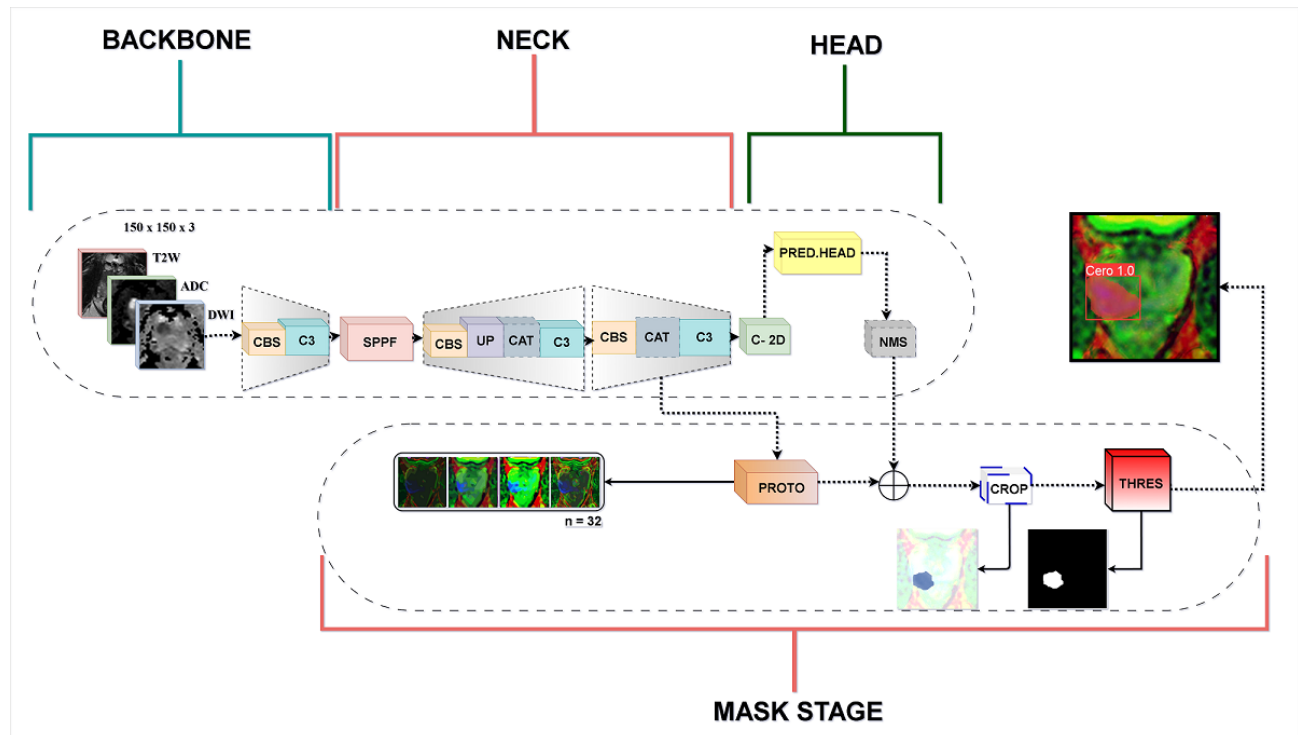 BACKBONE
NECK
HEAD
150 x 150 x 3
T2W
ADC
DWI
CBS
C3
SPPF
CBS
UP
CAT
C3
CBS
CAT
C3
C- 2D
PRED.HEAD
NMS
Cero 1.0
PROTO
CROP
THRES
n = 32
MASK STAGE